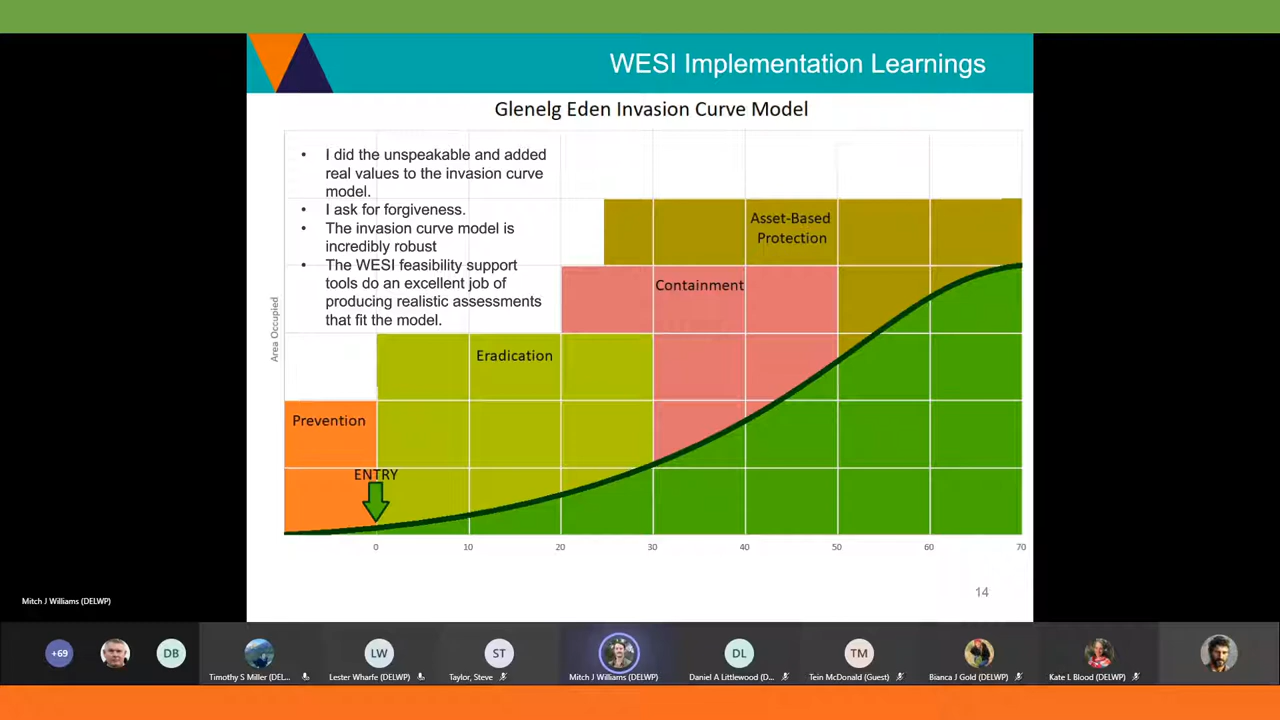 WESI Implementation Learnings
Glenelg Eden Invasion Curve Model
• I did the unspeakable and added
real values to the invasion curve
model.
• I ask for forgiveness.
• The invasion curve model is
incredibly robust
• The WESI feasibility support
tools do an excellent job of
producing realistic assessments
that fit the model.
Asset-Based
Protection
Containment
Eradication
Prevention
ENTRY
Area Occupied
0 10 20 30 40 50 60 70
14
Mitch J Williams (DELWP)
+69 DB LW ST DL TM
Timothy S Miller (DEL... Lester Wharfe (DELWP) Taylor, Steve Mitch J Williams (DELWP) Daniel A Littlewood (D... Tein McDonald (Guest) Bianca J Gold (DELWP) Kate L Blood (DELWP)